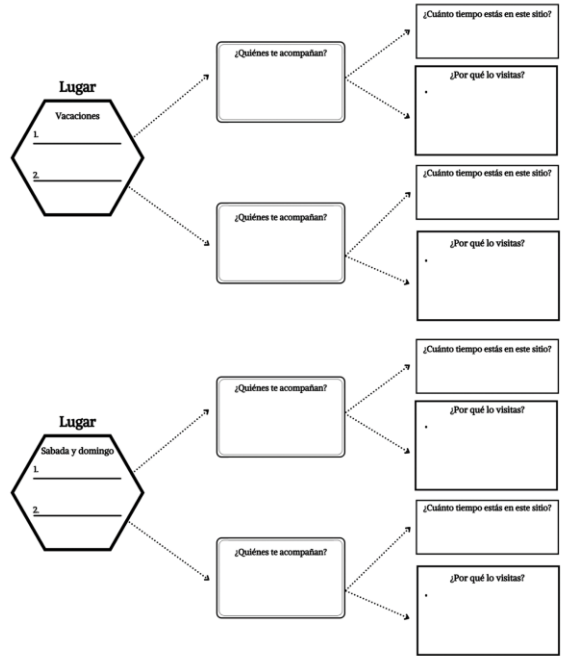 Lugar
Vacaciones
1.
2.
¿Quiénes te acompañan?
¿Cuánto tiempo estás en este sitio?
¿Por qué lo visitas?
¿Quiénes te acompañan?
¿Cuánto tiempo estás en este sitio?
¿Por qué lo visitas?
Lugar
Sabada y domingo
1.
2.
¿Quiénes te acompañan?
¿Cuánto tiempo estás en este sitio?
¿Por qué lo visitas?
¿Quiénes te acompañan?
¿Cuánto tiempo estás en este sitio?
¿Por qué lo visitas?